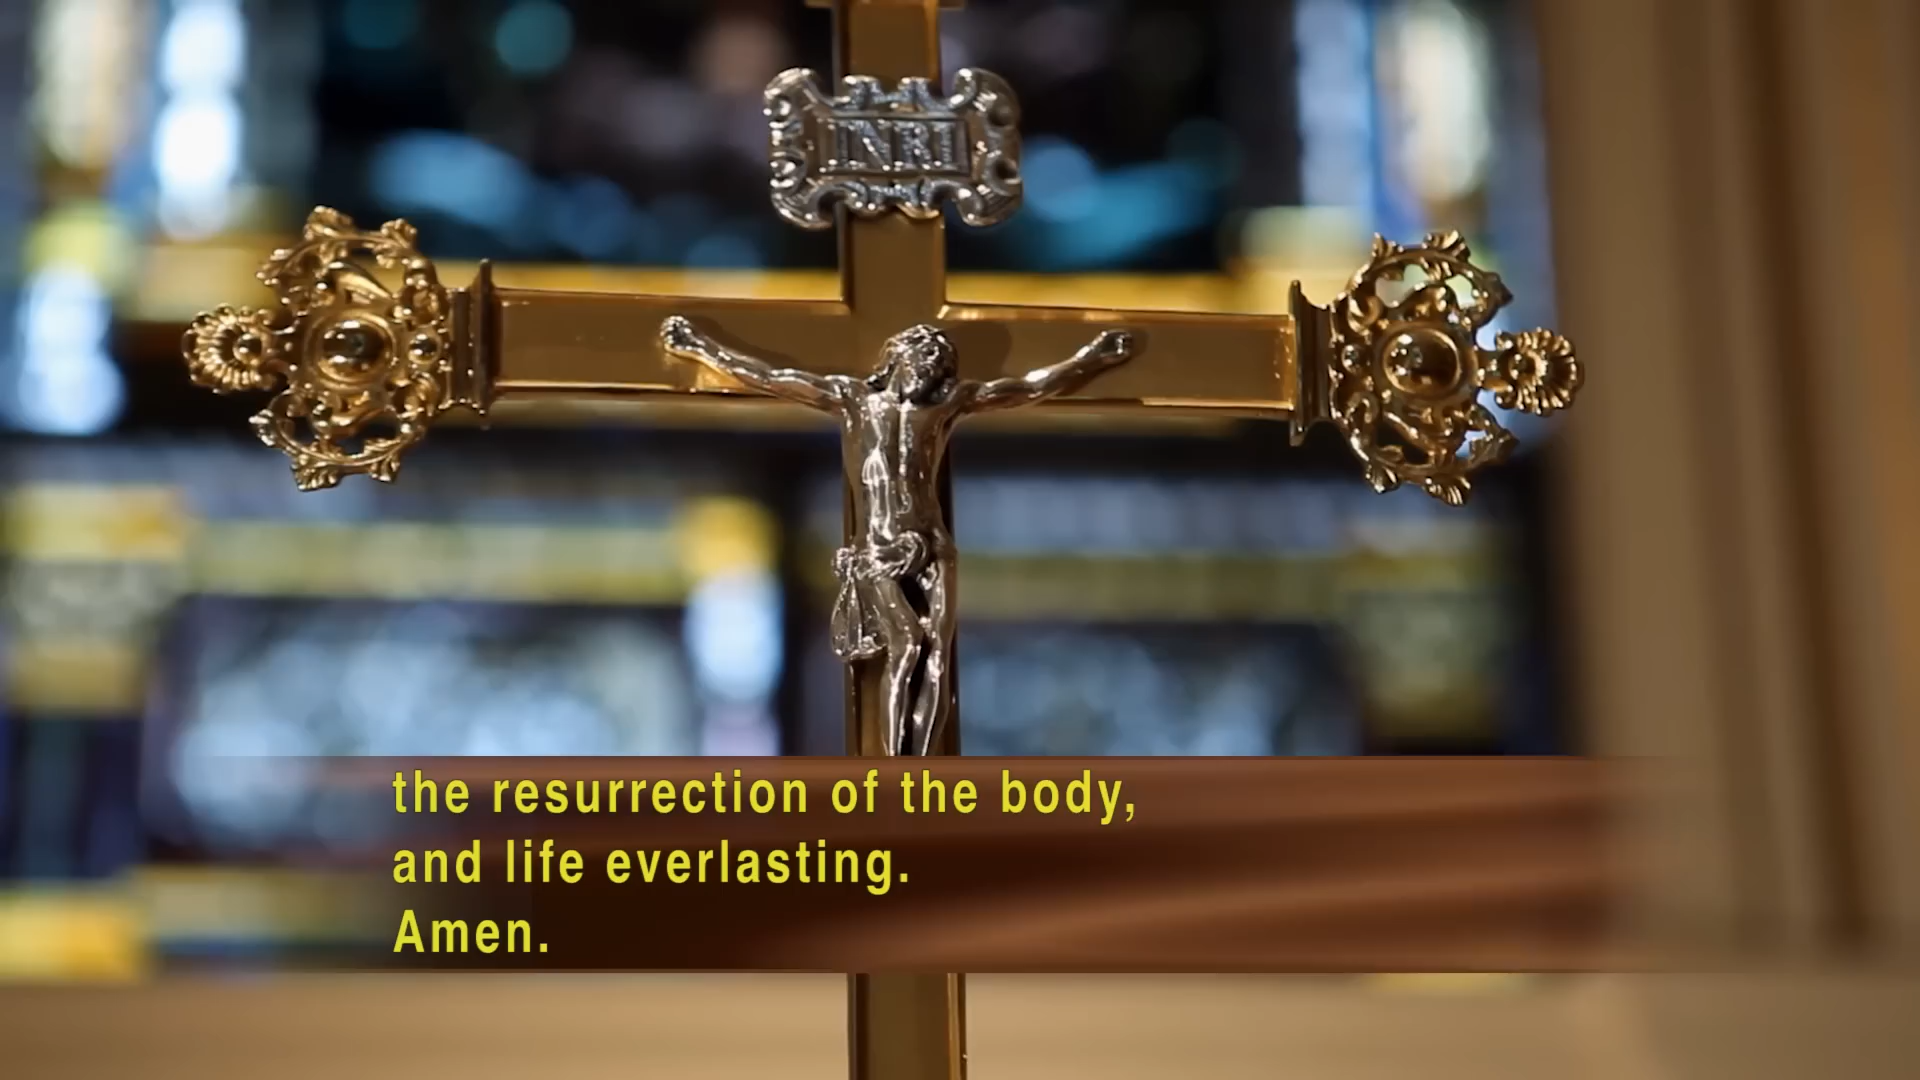 INRI
the resurrection of the body,
and life everlasting.
Amen.